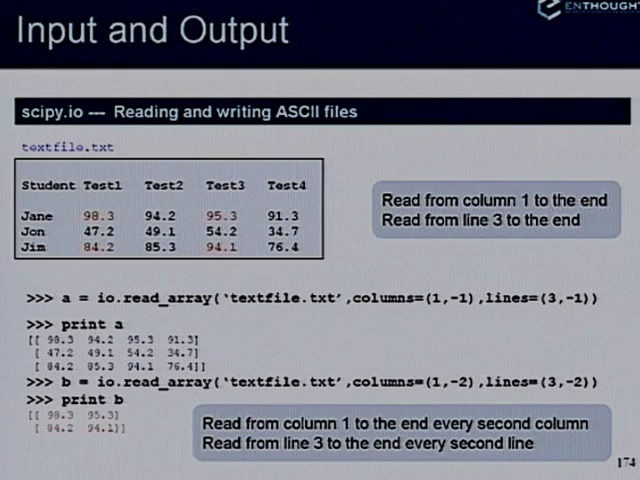 ENTHOUGHT
Input and Output
scipy.io --- Reading and writing ASCII files
textfile.txt
Student Test1 Test2 Test3 Test4
Jane 98.3 94.2 95.3 91.3
Jon 47.2 49.1 54.2 34.7
Jim 84.2 85.3 94.1 76.4
Read from column 1 to the end
Read from line 3 to the end
>>> a = io.read_array('textfile.txt',columns=(1,-1),lines=(3,-1))
>>> print a
[[ 98.3 94.2 95.3 91.3]
[ 47.2 49.1 54.2 34.7]
[ 84.2 85.3 94.1 76.4]]
>>> b = io.read_array('textfile.txt',columns=(1,-2),lines=(3,-2))
>>> print b
[[ 98.3 95.3]
[ 84.2 94.1]]
Read from column 1 to the end every second column
Read from line 3 to the end every second line
174